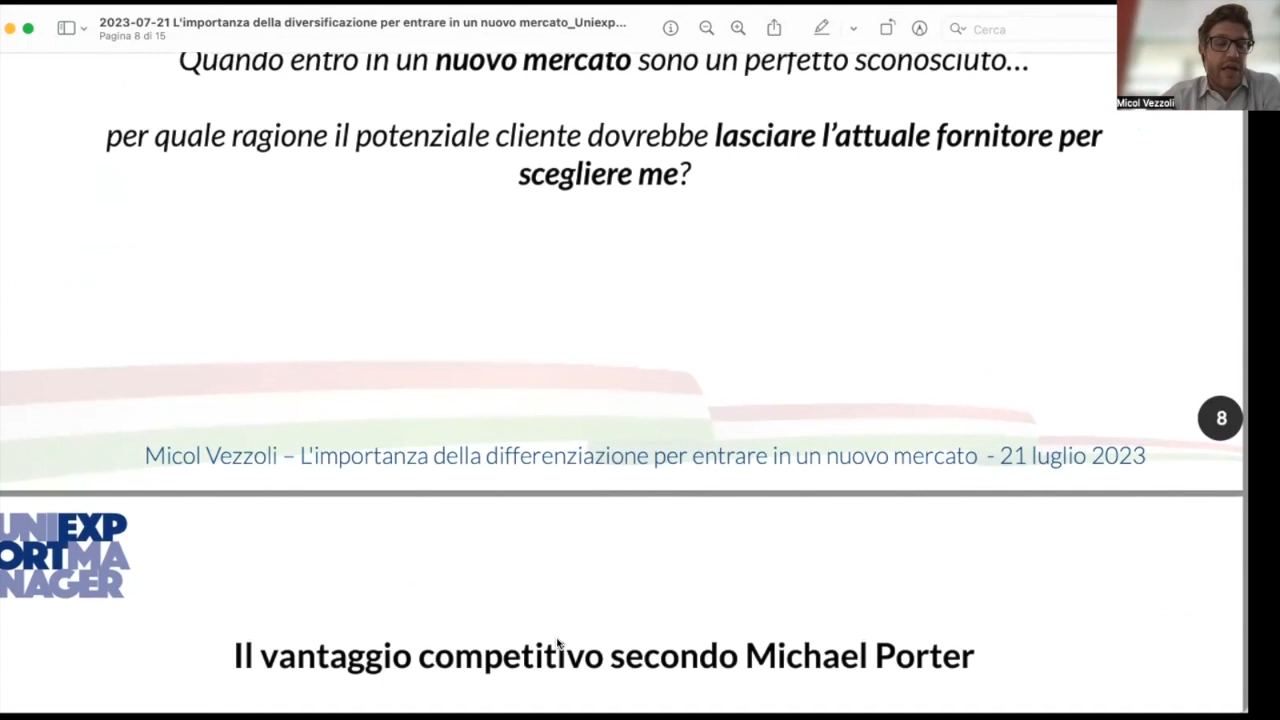 2023-07-21 L'importanza della diversificazione per entrare in un nuovo mercato_Uniexp...
Pagina 8 di 15
Cerca
Micol Vezzoli
Quando entro in un nuovo mercato sono un perfetto sconosciuto...
per quale ragione il potenziale cliente dovrebbe lasciare l'attuale fornitore per
scegliere me?
8
Micol Vezzoli – L'importanza della differenziazione per entrare in un nuovo mercato - 21 luglio 2023
UNIEXP
ORTMA
NAGER
Il vantaggio competitivo secondo Michael Porter